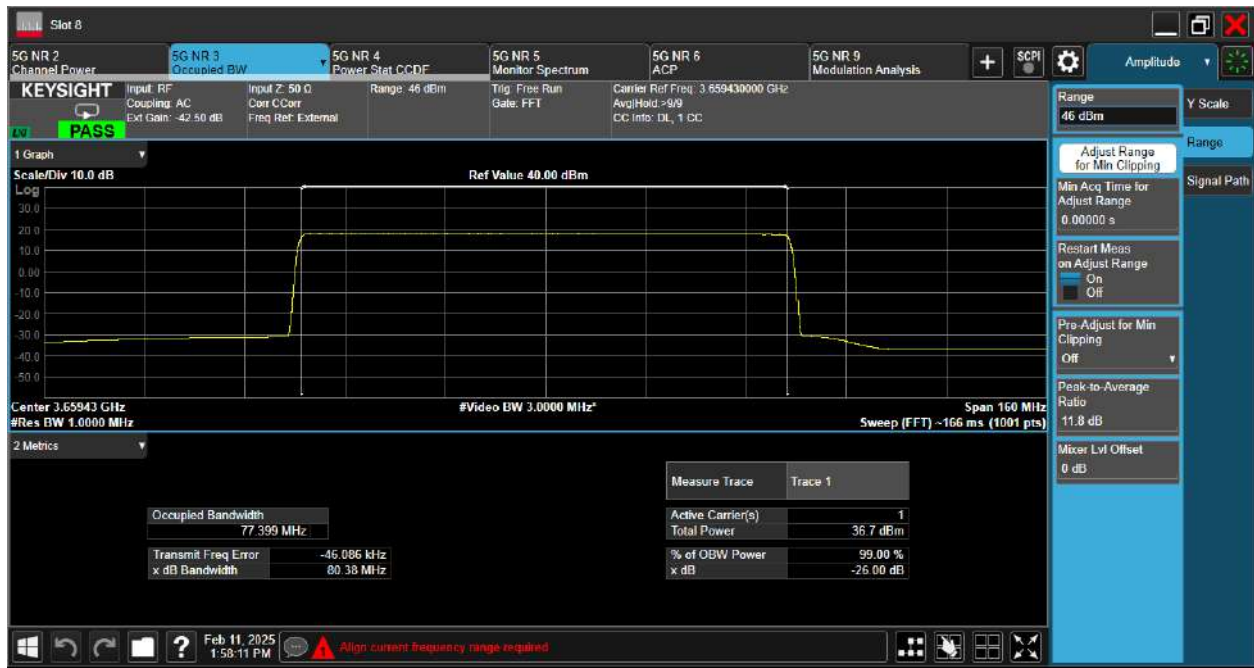 Slot 8
5G NR 2
Channel Power
5G NR 3
Occupied BW
5G NR 4
Power Stat CCDF
5G NR 5
Monitor Spectrum
5G NR 6
ACP
5G NR 9
Modulation Analysis
+
SCPI
Amplitude
KEYSIGHT
LXI
PASS
Input: RF
Coupling: AC
Ext Gain: -42.50 dB
Input Z: 50 Ω
Corr CCorr
Freq Ref: External
Range: 46 dBm
Trig: Free Run
Gate: FFT
Carrier Ref Freq: 3.659430000 GHz
Avg|Hold:>9/9
CC Info: DL, 1 CC
1 Graph
Scale/Div 10.0 dB
Ref Value 40.00 dBm
Log
30.0
20.0
10.0
0.00
-10.0
-20.0
-30.0
-40.0
-50.0
Center 3.65943 GHz
#Video BW 3.0000 MHz*
Span 160 MHz
#Res BW 1.0000 MHz
Sweep (FFT) ~166 ms (1001 pts)
2 Metrics
Measure Trace Trace 1
Occupied Bandwidth
77.399 MHz
Active Carrier(s) 1
Total Power 36.7 dBm
Transmit Freq Error -46.086 kHz
x dB Bandwidth 80.38 MHz
% of OBW Power 99.00 %
x dB -26.00 dB
Range
46 dBm
Adjust Range
for Min Clipping
Min Acq Time for
Adjust Range
0.00000 s
Restart Meas
on Adjust Range
On
Off
Pre-Adjust for Min
Clipping
Off
Peak-to-Average
Ratio
11.8 dB
Mixer Lvl Offset
0 dB
Y Scale
Range
Signal Path
?
Feb 11, 2025
1:58:11 PM
Align current frequency range required